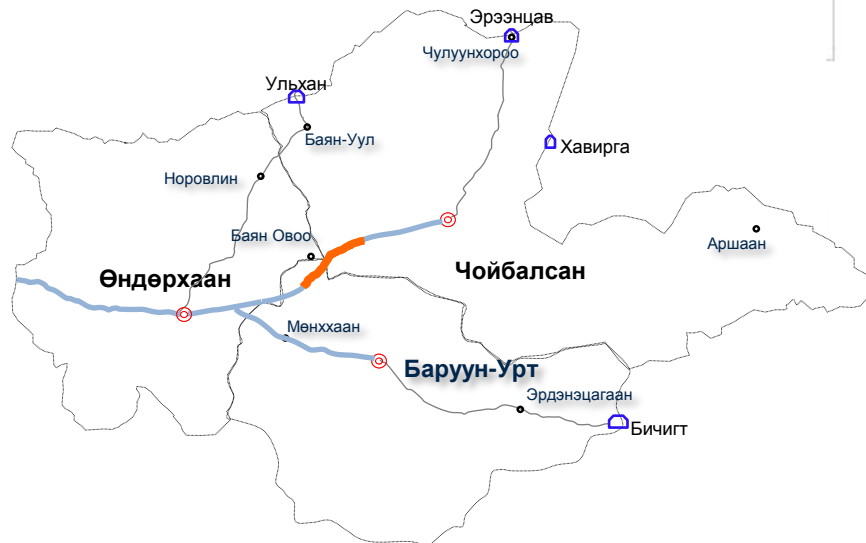 Эрээнцав
Чулуунхороо
Ульхан
Баян-Уул
Хавирга
Норовлин
Баян Овоо
Аршаан
Өндөрхаан
Чойбалсан
Мөнххаан
Баруун-Урт
Эрдэнэцагаан
Бичигт